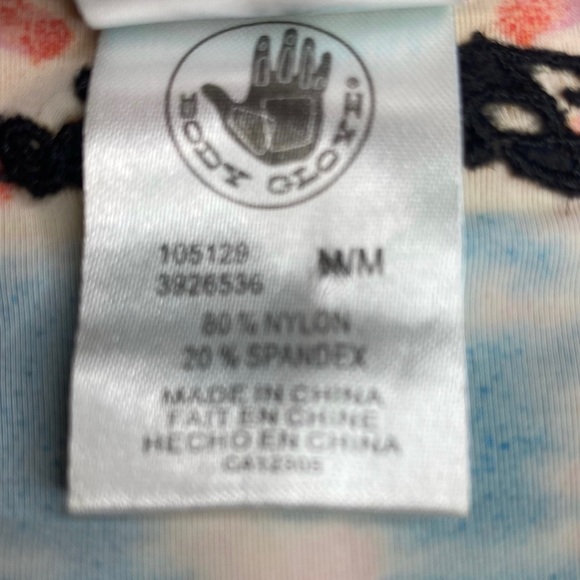 BODY GLOVE®
105129 M/M
3926536
80 % NYLON
20 % SPANDEX
MADE IN CHINA
FAIT EN CHINE
HECHO EN CHINA